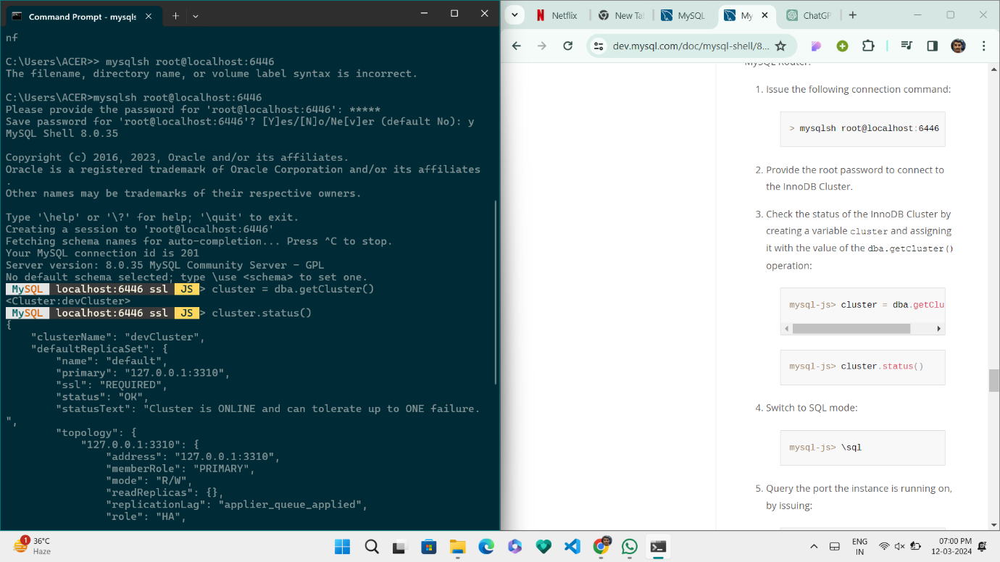 Command Prompt - mysqls
nf
C:\Users\ACER>> mysqlsh root@localhost:6446
The filename, directory name, or volume label syntax is incorrect.
C:\Users\ACER>mysqlsh root@localhost:6446
Please provide the password for 'root@localhost:6446': *****
Save password for 'root@localhost:6446'? [Y]es/[N]o/Ne[v]er (default No): y
MySQL Shell 8.0.35
Copyright (c) 2016, 2023, Oracle and/or its affiliates.
Oracle is a registered trademark of Oracle Corporation and/or its affiliates
.
Other names may be trademarks of their respective owners.
Type '\help' or '\?' for help; '\quit' to exit.
Creating a session to 'root@localhost:6446'
Fetching schema names for auto-completion... Press ^C to stop.
Your MySQL connection id is 201
Server version: 8.0.35 MySQL Community Server - GPL
No default schema selected; type \use <schema> to set one.
MySQL localhost:6446 ssl JS > cluster = dba.getCluster()
<Cluster:devCluster>
MySQL localhost:6446 ssl JS > cluster.status()
{
"clusterName": "devCluster",
"defaultReplicaSet": {
"name": "default",
"primary": "127.0.0.1:3310",
"ssl": "REQUIRED",
"status": "OK",
"statusText": "Cluster is ONLINE and can tolerate up to ONE failure.
",
"topology": {
"127.0.0.1:3310": {
"address": "127.0.0.1:3310",
"memberRole": "PRIMARY",
"mode": "R/W",
"readReplicas": {},
"replicationLag": "applier_queue_applied",
"role": "HA",
Netflix
New Ta
MySQL
My
ChatGP
dev.mysql.com/doc/mysql-shell/8...
MySQL Router:
1. Issue the following connection command:
> mysqlsh root@localhost:6446
2. Provide the root password to connect to
the InnoDB Cluster.
3. Check the status of the InnoDB Cluster by
creating a variable cluster and assigning
it with the value of the dba.getCluster()
operation:
mysql-js> cluster = dba.getClu
mysql-js> cluster.status()
4. Switch to SQL mode:
mysql-js> \sql
5. Query the port the instance is running on,
by issuing:
1
36°C
Haze
ENG
IN
07:00 PM
12-03-2024